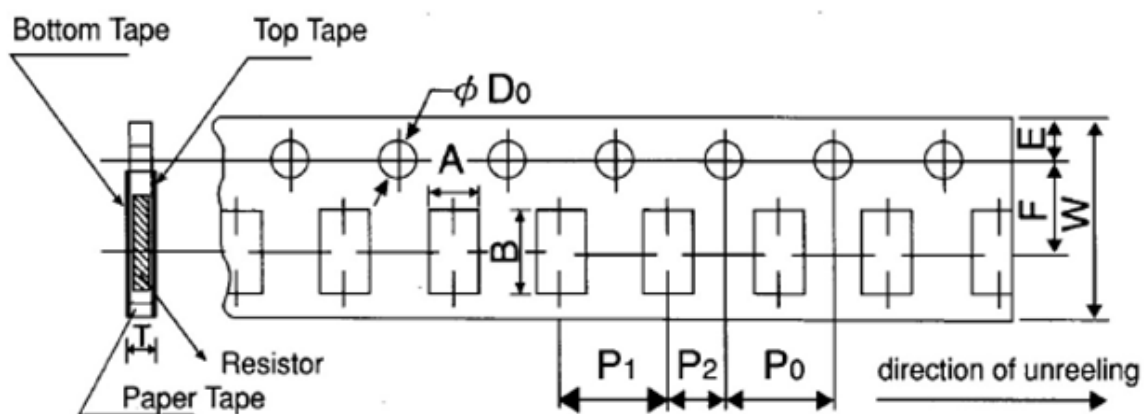 Bottom Tape
Top Tape
ϕ D0
A
B
E
F
W
T
Resistor
Paper Tape
P1
P2
P0
direction of unreeling